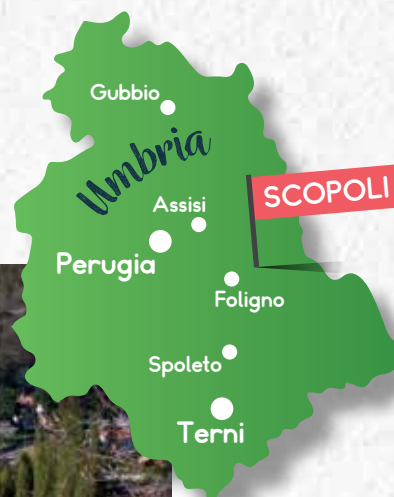 Gubbio
Umbria
SCOPOLI
Assisi
Perugia
Foligno
Spoleto
Terni